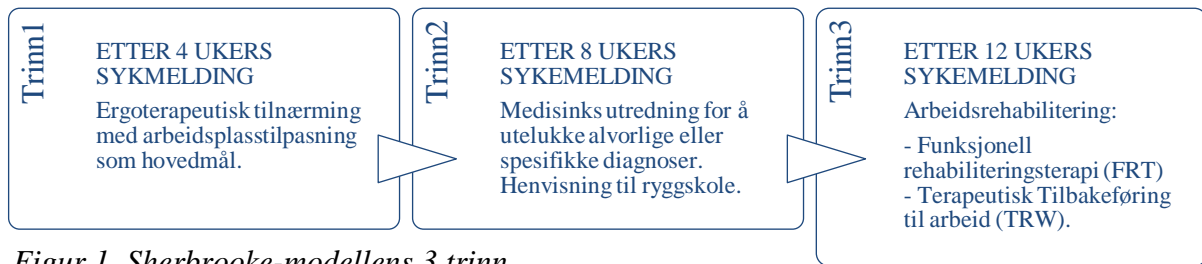 Trinn1
ETTER 4 UKERS
SYKMELDING
Ergoterapeutisk tilnærming
med arbeidsplasstilpasning
som hovedmål.
Trinn2
ETTER 8 UKERS
SYKEMELDING
Medisinks utredning for å
utelukke alvorlige eller
spesifikke diagnoser.
Henvisning til ryggskole.
Trinn3
ETTER 12 UKERS
SYKEMELDING
Arbeidsrehabilitering:
- Funksjonell
rehabiliteringsterapi (FRT)
- Terapeutisk Tilbakeføring
til arbeid (TRW).
Figur 1. Sherbrooke-modellens 3 trinn